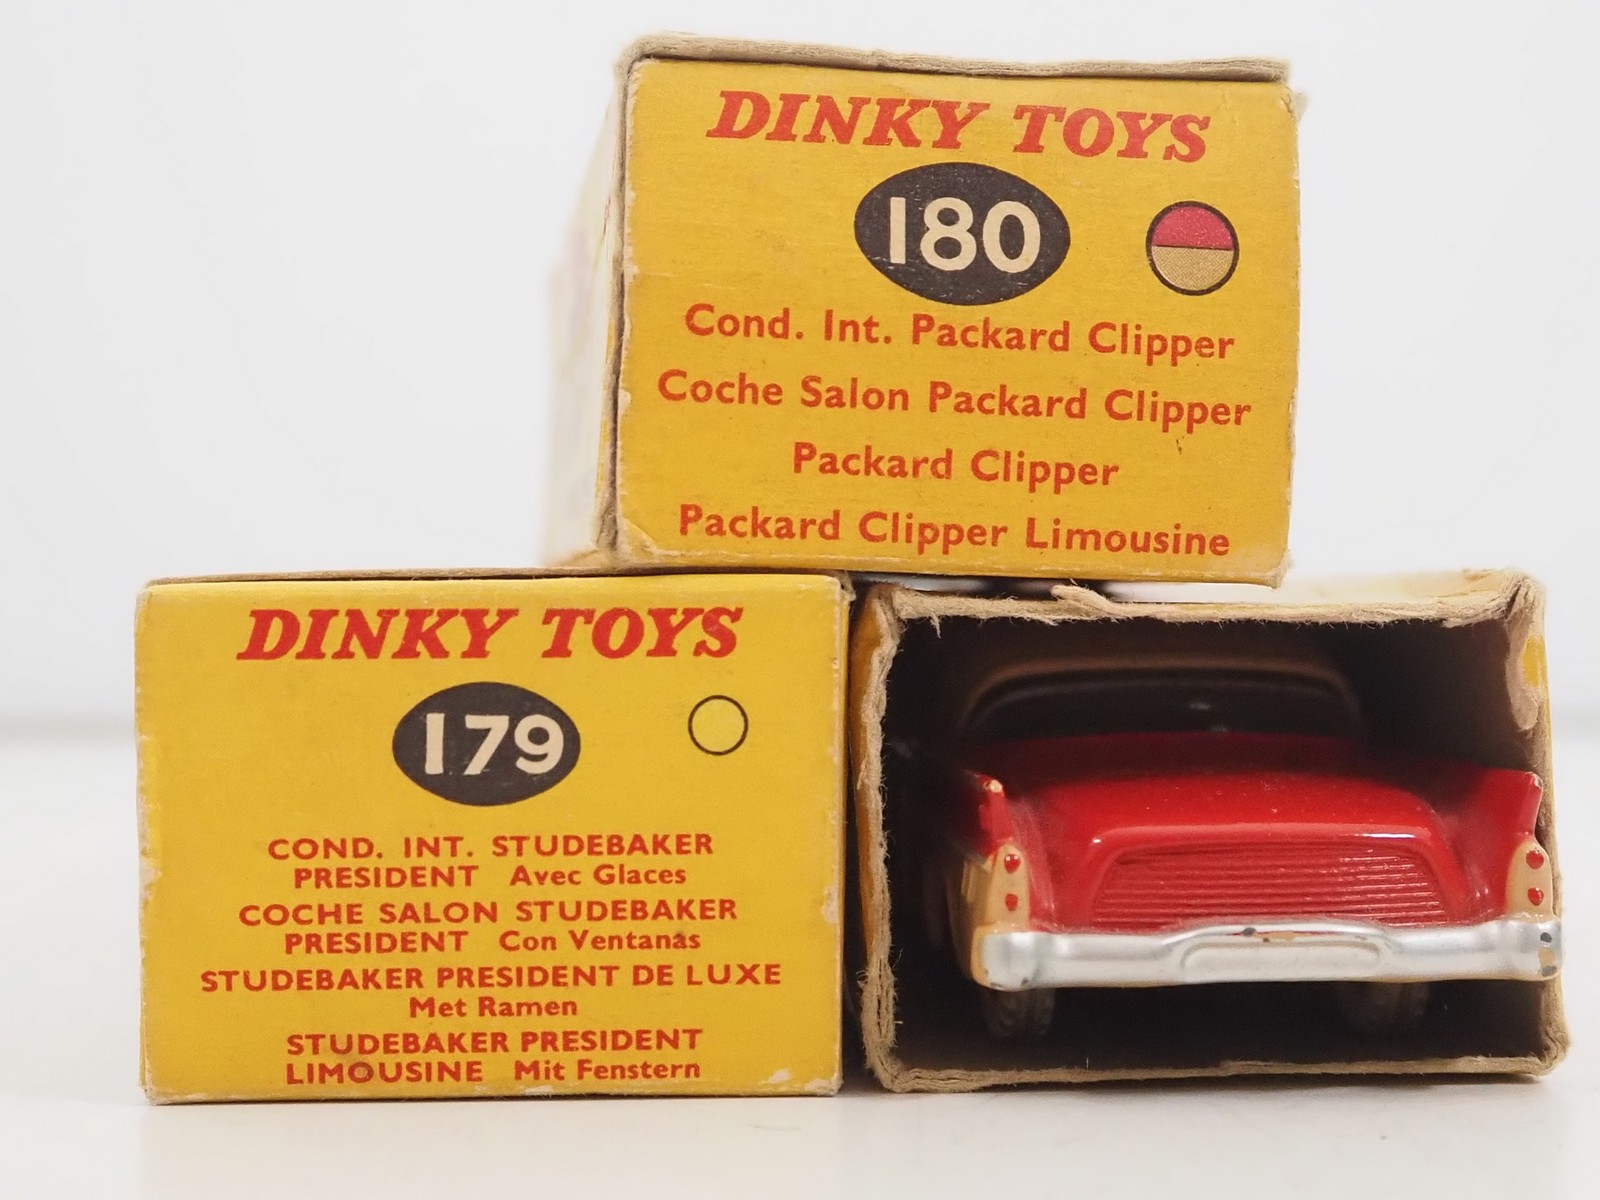 DINKY TOYS
180
Cond. Int. Packard Clipper
Coche Salon Packard Clipper
Packard Clipper
Packard Clipper Limousine
DINKY TOYS
179
COND. INT. STUDEBAKER
PRESIDENT Avec Glaces
COCHE SALON STUDEBAKER
PRESIDENT Con Ventanas
STUDEBAKER PRESIDENT DE LUXE
Met Ramen
STUDEBAKER PRESIDENT
LIMOUSINE Mit Fenstern